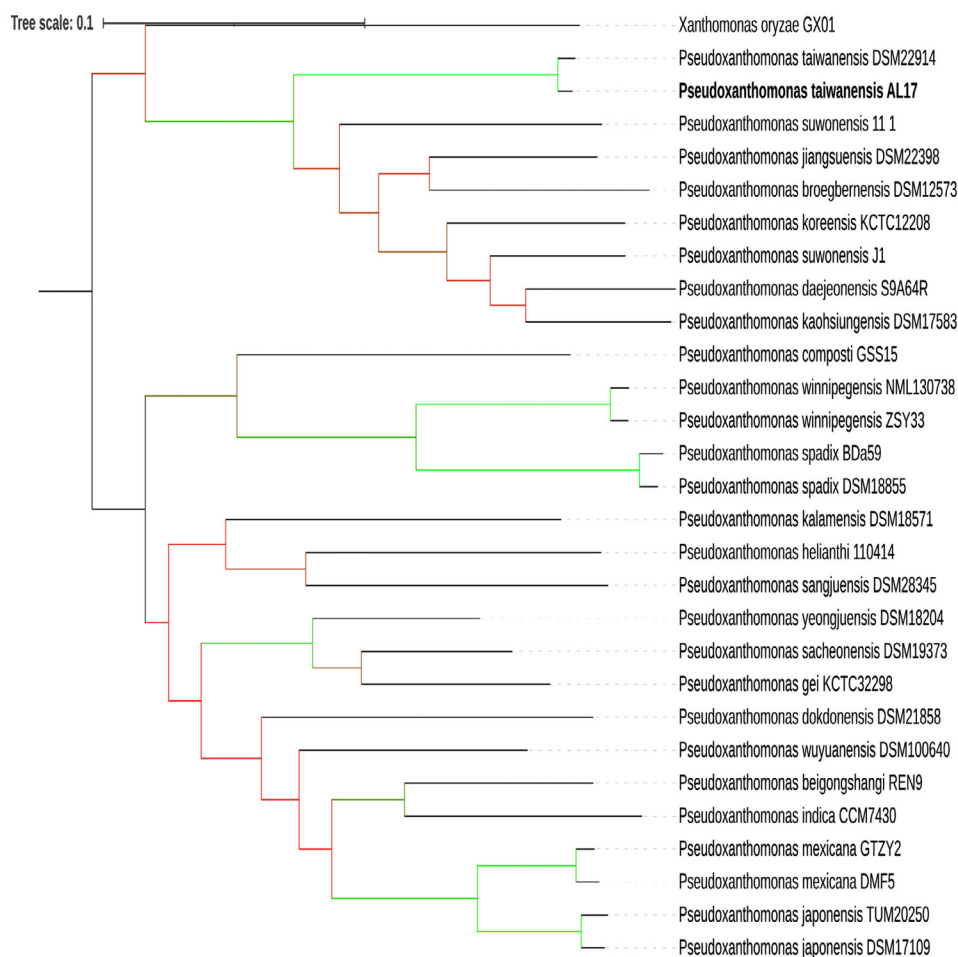 Tree scale: 0.1
Xanthomonas oryzae GX01
Pseudoxanthomonas taiwanensis DSM22914
Pseudoxanthomonas taiwanensis AL17
Pseudoxanthomonas suwonensis 11 1
Pseudoxanthomonas jiangsuensis DSM22398
Pseudoxanthomonas broegbernensis DSM12573
Pseudoxanthomonas koreensis KCTC12208
Pseudoxanthomonas suwonensis J1
Pseudoxanthomonas daejeonensis S9A64R
Pseudoxanthomonas kaohsiungensis DSM17583
Pseudoxanthomonas composti GSS15
Pseudoxanthomonas winnipegensis NML130738
Pseudoxanthomonas winnipegensis ZSY33
Pseudoxanthomonas spadix BDa59
Pseudoxanthomonas spadix DSM18855
Pseudoxanthomonas kalamensis DSM18571
Pseudoxanthomonas helianthi 110414
Pseudoxanthomonas sangjuensis DSM28345
Pseudoxanthomonas yeongjuensis DSM18204
Pseudoxanthomonas sacheonensis DSM19373
Pseudoxanthomonas gei KCTC32298
Pseudoxanthomonas dokdonensis DSM21858
Pseudoxanthomonas wuyuanensis DSM100640
Pseudoxanthomonas beigongshangi REN9
Pseudoxanthomonas indica CCM7430
Pseudoxanthomonas mexicana GTZY2
Pseudoxanthomonas mexicana DMF5
Pseudoxanthomonas japonensis TUM20250
Pseudoxanthomonas japonensis DSM17109